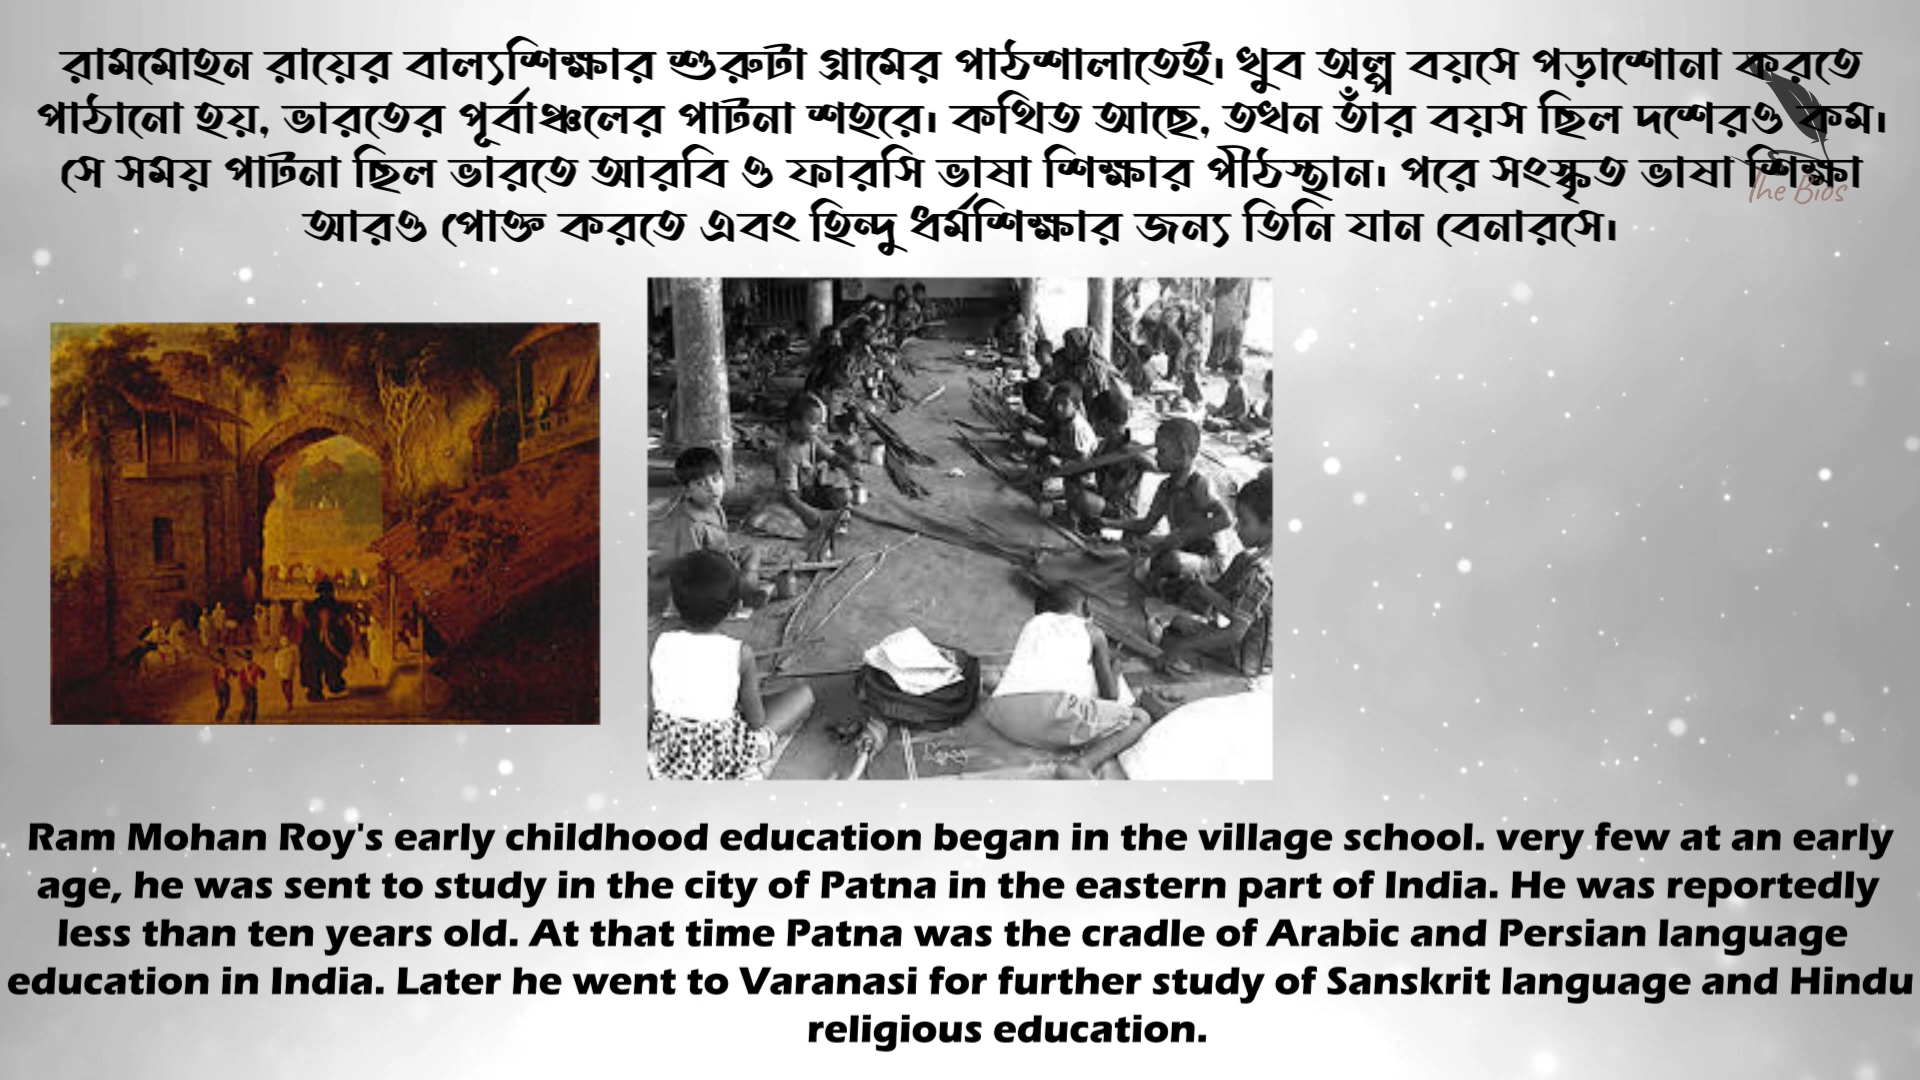 রামমোহন রায়ের বাল্যশিক্ষার শুরুটা গ্রামের পাঠশালাতেই। খুব অল্প বয়সে পড়াশোনা করতে
পাঠানো হয়, ভারতের পূর্বাঞ্চলের পাটনা শহরে। কথিত আছে, তখন তাঁর বয়স ছিল দশেরও কম।
সে সময় পাটনা ছিল ভারতে আরবি ও ফারসি ভাষা শিক্ষার পীঠস্থান। পরে সংস্কৃত ভাষা শিক্ষা
The Bios
আরও পোক্ত করতে এবং হিন্দু ধর্মশিক্ষার জন্য তিনি যান বেনারসে।
Ram Mohan Roy's early childhood education began in the village school. very few at an early
age, he was sent to study in the city of Patna in the eastern part of India. He was reportedly
less than ten years old. At that time Patna was the cradle of Arabic and Persian language
education in India. Later he went to Varanasi for further study of Sanskrit language and Hindu
religious education.